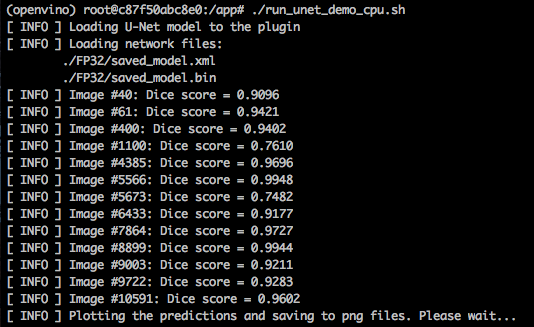 (openvino) root@c87f50abc8e0:/app# ./run_unet_demo_cpu.sh
[ INFO ] Loading U-Net model to the plugin
[ INFO ] Loading network files:
./FP32/saved_model.xml
./FP32/saved_model.bin
[ INFO ] Image #40: Dice score = 0.9096
[ INFO ] Image #61: Dice score = 0.9421
[ INFO ] Image #400: Dice score = 0.9402
[ INFO ] Image #1100: Dice score = 0.7610
[ INFO ] Image #4385: Dice score = 0.9696
[ INFO ] Image #5566: Dice score = 0.9948
[ INFO ] Image #5673: Dice score = 0.7482
[ INFO ] Image #6433: Dice score = 0.9177
[ INFO ] Image #7864: Dice score = 0.9727
[ INFO ] Image #8899: Dice score = 0.9944
[ INFO ] Image #9003: Dice score = 0.9211
[ INFO ] Image #9722: Dice score = 0.9283
[ INFO ] Image #10591: Dice score = 0.9602
[ INFO ] Plotting the predictions and saving to png files. Please wait...